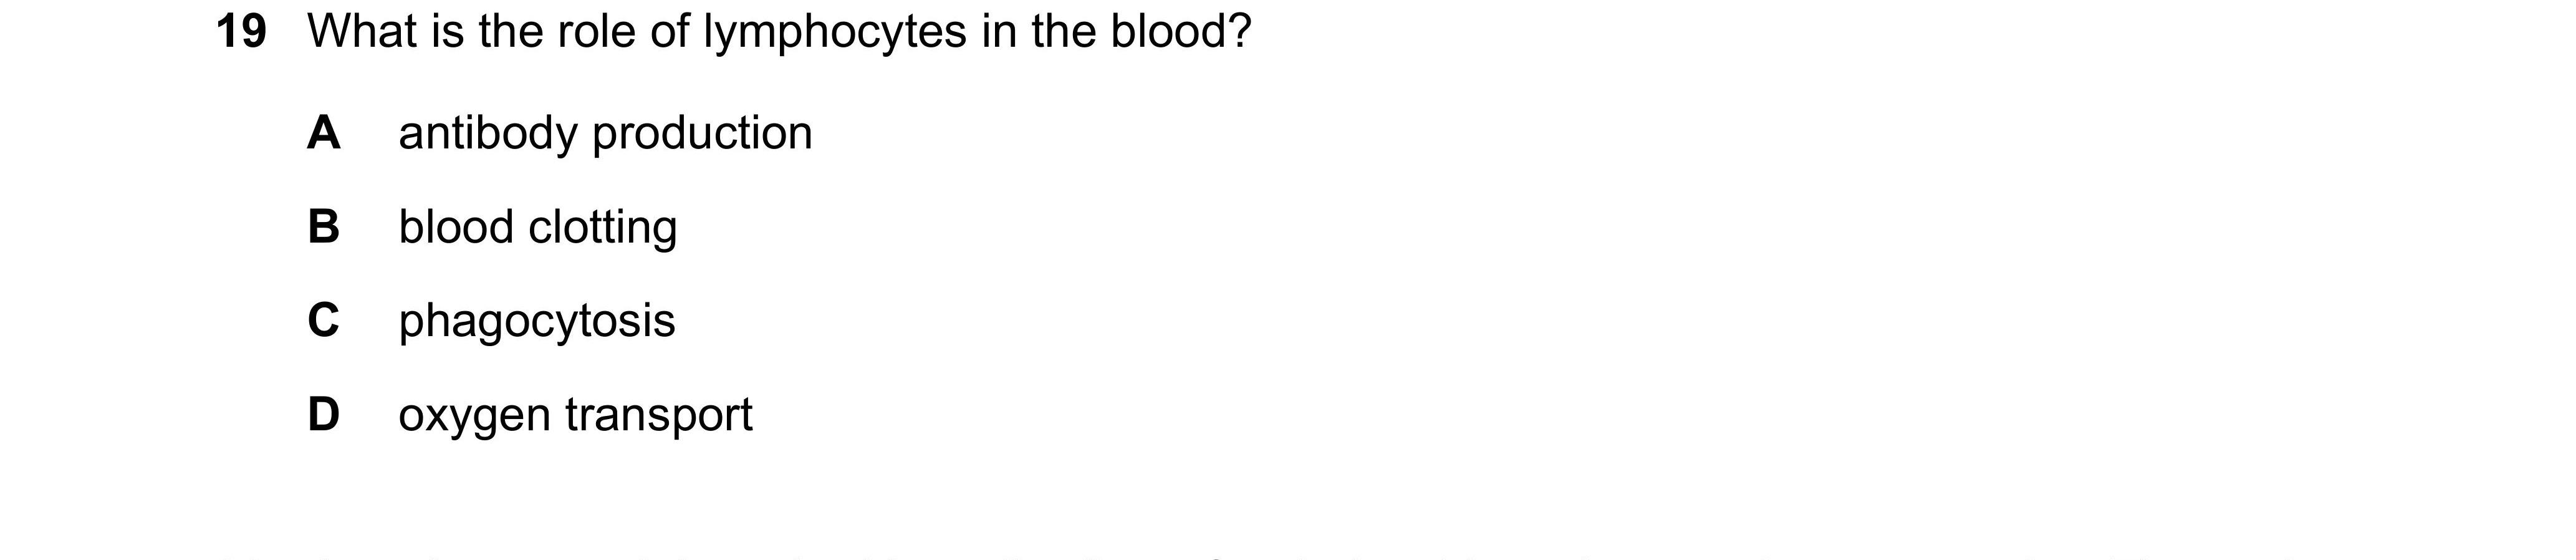 19 What is the role of lymphocytes in the blood?
A antibody production
B blood clotting
C phagocytosis
D oxygen transport